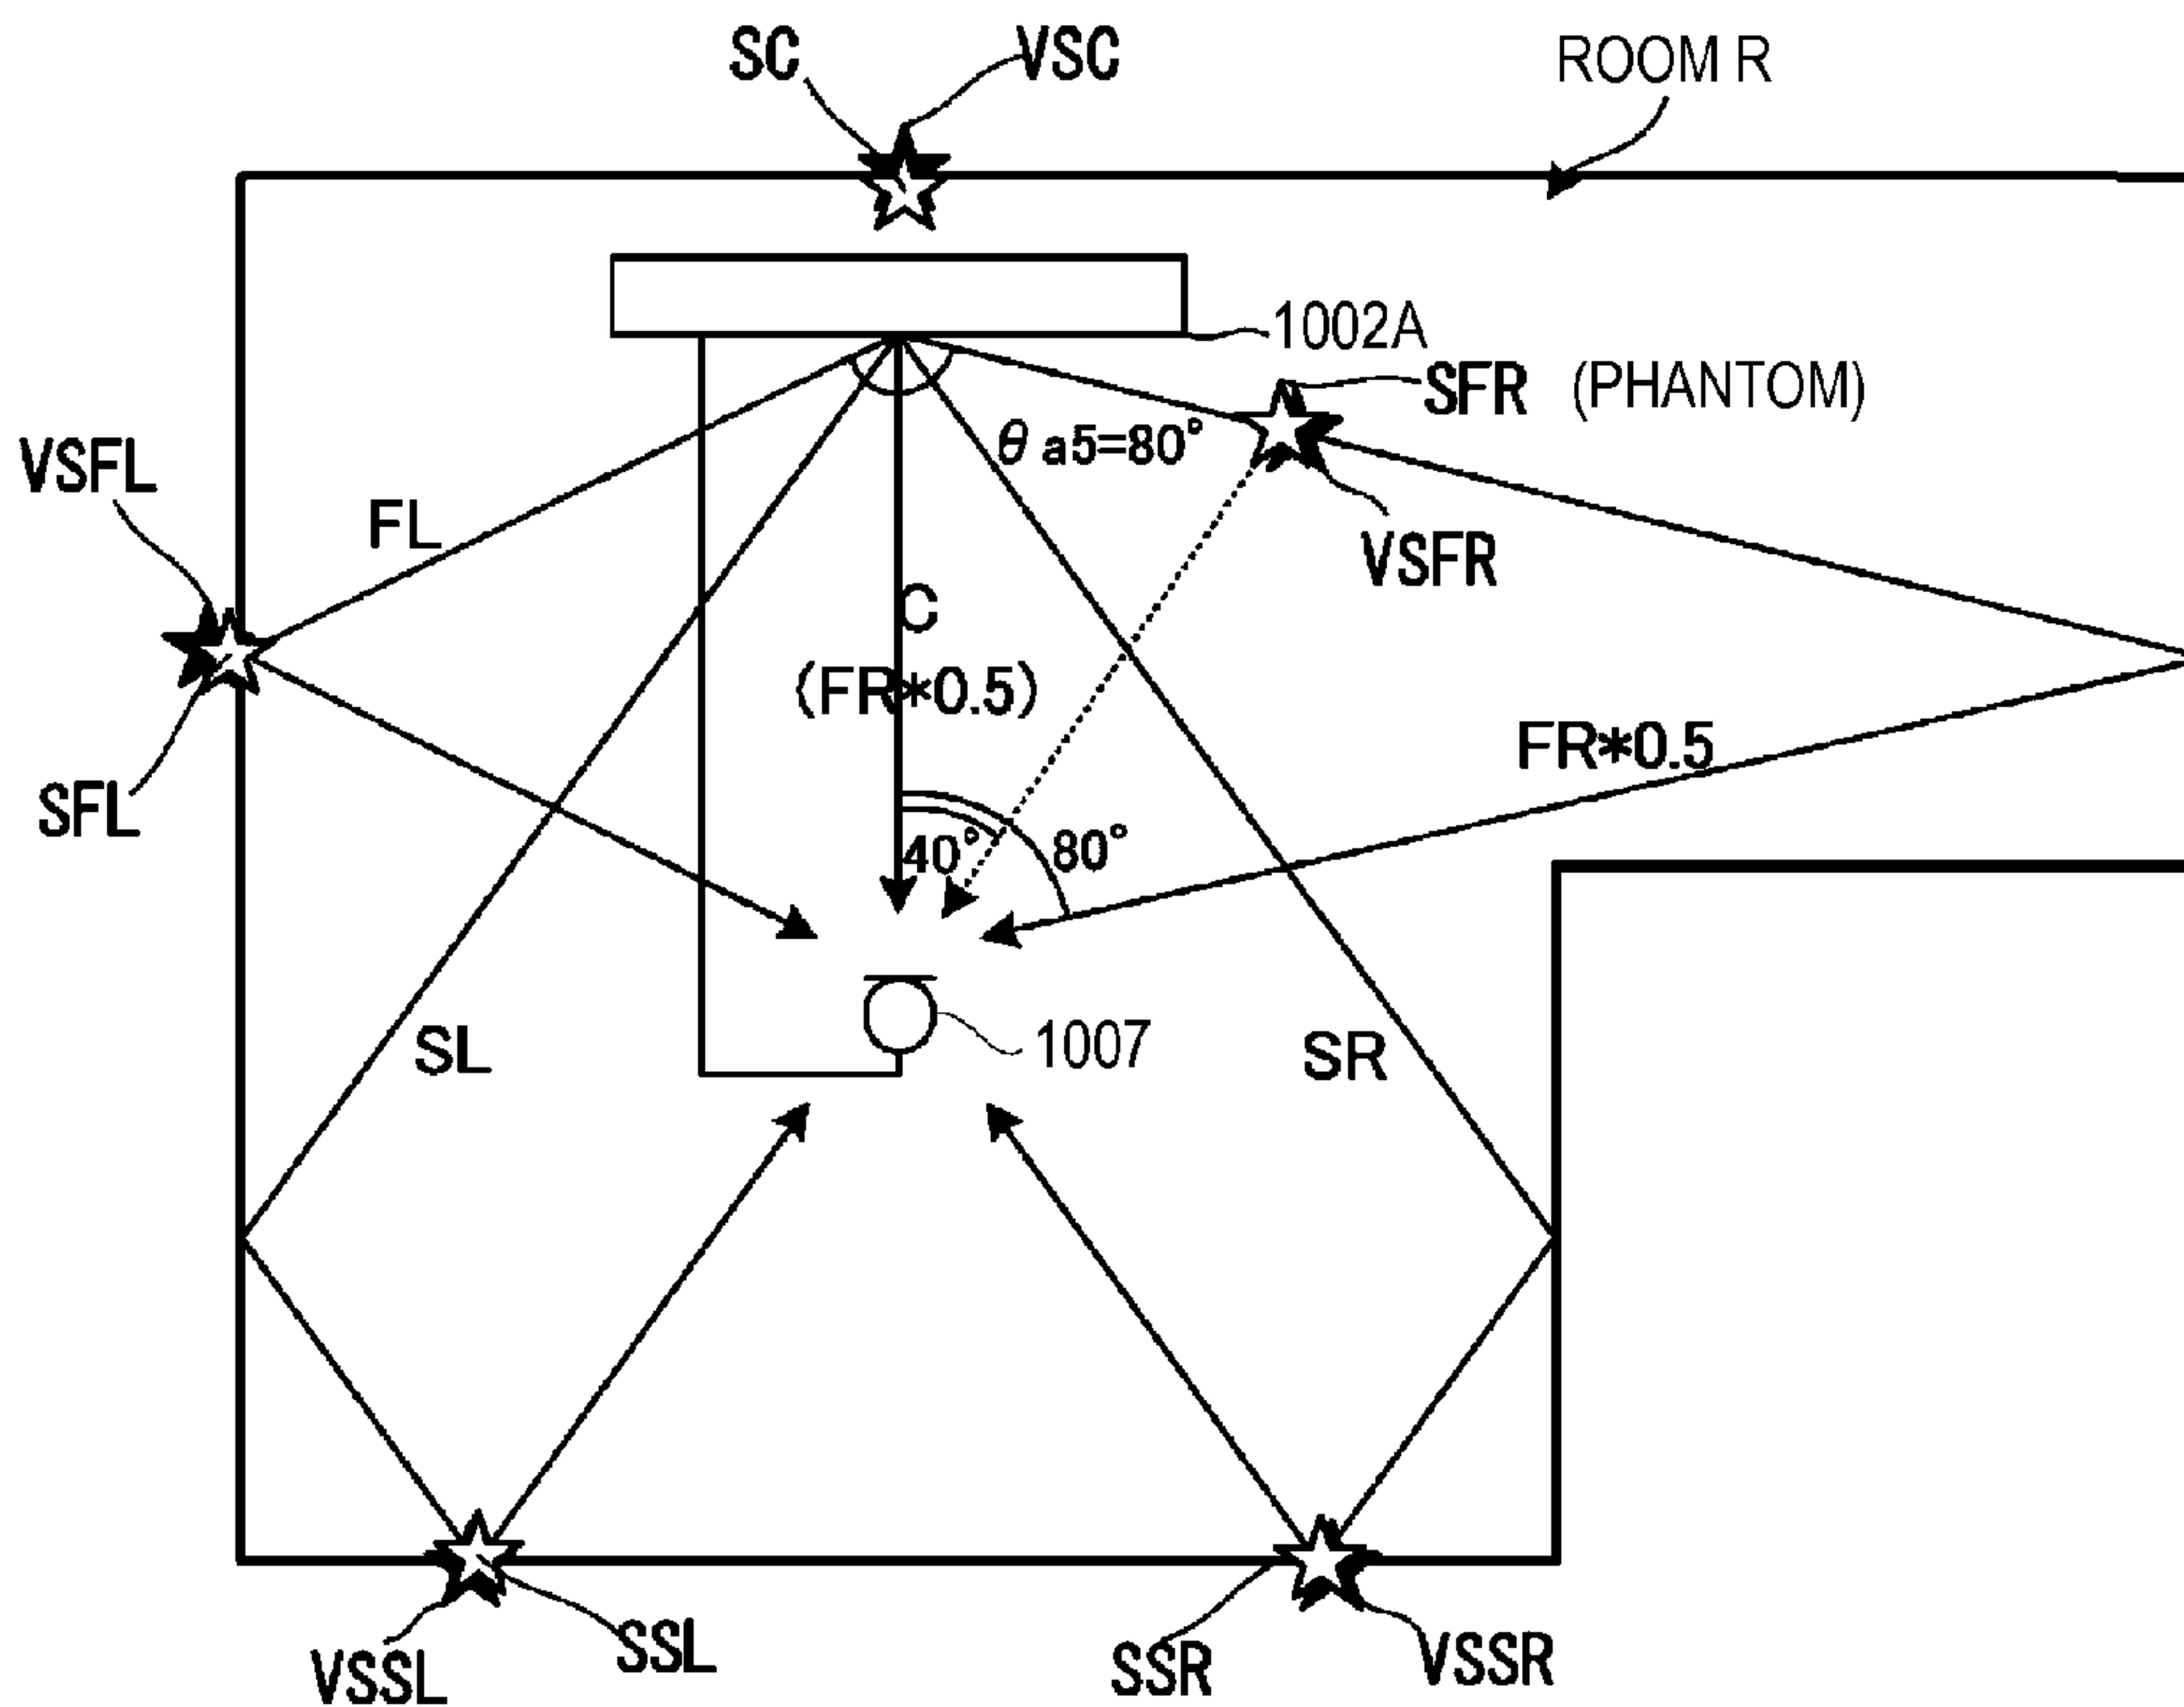 SC
VSC
ROOM R
1002A
SFR (PHANTOM)
θa5=80°
VSFL
FL
VSFR
C
(FR*0.5)
FR*0.5
SFL
40°
80°
SL
1007
SR
VSSL
SSL
SSR
VSSR